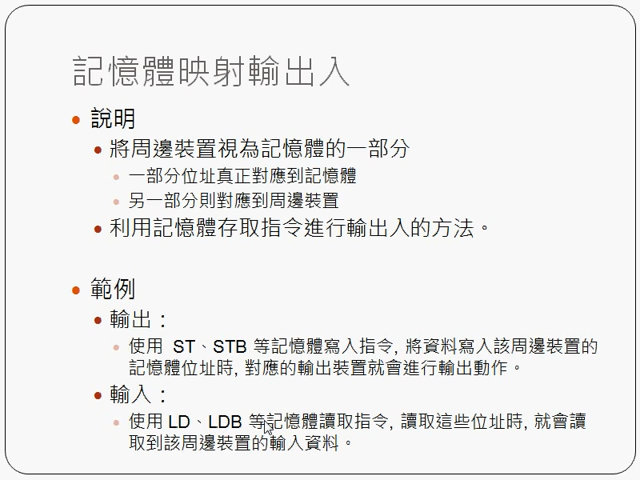 記憶體映射輸出入
說明
將周邊裝置視為記憶體的一部分
一部分位址真正對應到記憶體
另一部分則對應到周邊裝置
利用記憶體存取指令進行輸出入的方法。
範例
輸出：
使用 ST、STB 等記憶體寫入指令, 將資料寫入該周邊裝置的
記憶體位址時, 對應的輸出裝置就會進行輸出動作。
輸入：
使用 LD、LDB 等記憶體讀取指令, 讀取這些位址時, 就會讀
取到該周邊裝置的輸入資料。